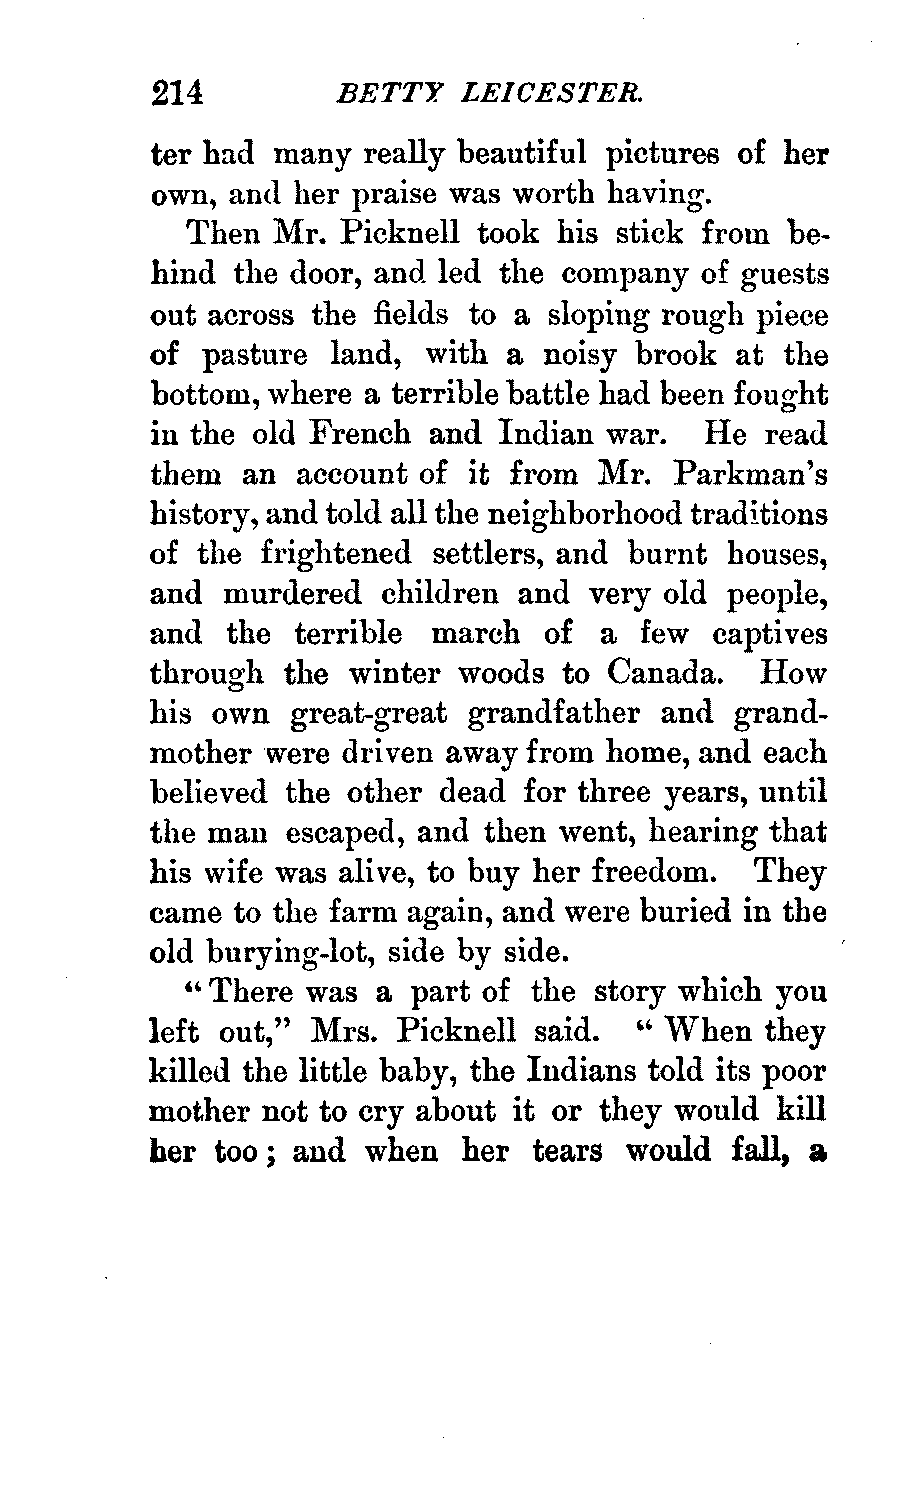 214 BETTY LEICESTER.
ter had many really beautiful pictures of her
own, and her praise was worth having.
Then Mr. Picknell took his stick from be-
hind the door, and led the company of guests
out across the fields to a sloping rough piece
of pasture land, with a noisy brook at the
bottom, where a terrible battle had been fought
in the old French and Indian war. He read
them an account of it from Mr. Parkman's
history, and told all the neighborhood traditions
of the frightened settlers, and burnt houses,
and murdered children and very old people,
and the terrible march of a few captives
through the winter woods to Canada. How
his own great-great grandfather and grand-
mother were driven away from home, and each
believed the other dead for three years, until
the man escaped, and then went, hearing that
his wife was alive, to buy her freedom. They
came to the farm again, and were buried in the
old burying-lot, side by side.
“There was a part of the story which you
left out,” Mrs. Picknell said. “When they
killed the little baby, the Indians told its poor
mother not to cry about it or they would kill
her too; and when her tears would fall, a